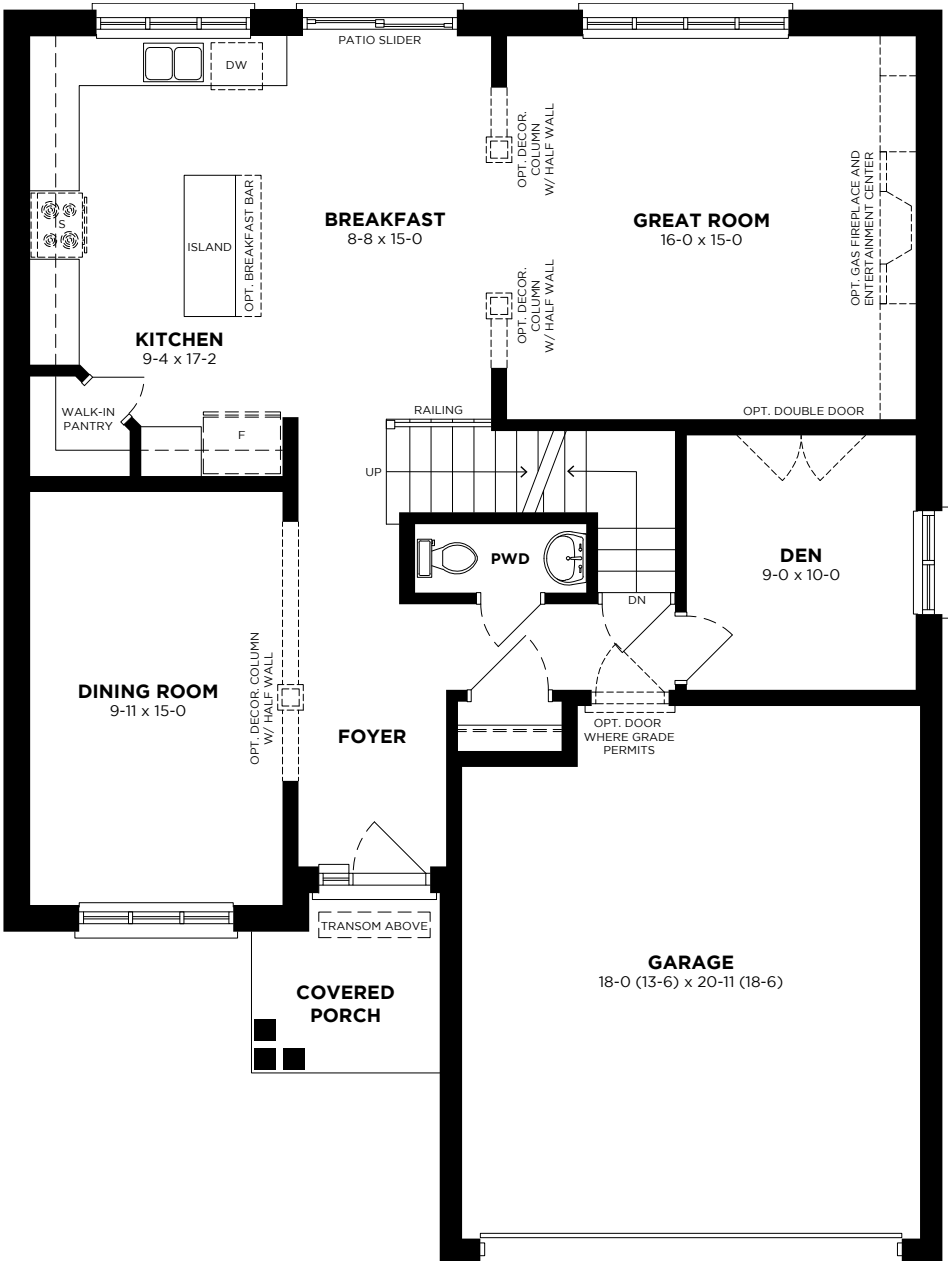 PATIO SLIDER
DW
OPT. DECOR.
COLUMN
W/ HALF WALL
S
ISLAND
OPT. BREAKFAST BAR
BREAKFAST
8-8 x 15-0
GREAT ROOM
16-0 x 15-0
OPT. GAS FIREPLACE AND
ENTERTAINMENT CENTER
OPT. DECOR.
COLUMN
W/ HALF WALL
KITCHEN
9-4 x 17-2
WALK-IN
PANTRY
F
RAILING
OPT. DOUBLE DOOR
UP
PWD
DEN
9-0 x 10-0
DN
DINING ROOM
9-11 x 15-0
OPT. DECOR. COLUMN
W/ HALF WALL
FOYER
OPT. DOOR
WHERE GRADE
PERMITS
TRANSOM ABOVE
COVERED
PORCH
GARAGE
18-0 (13-6) x 20-11 (18-6)